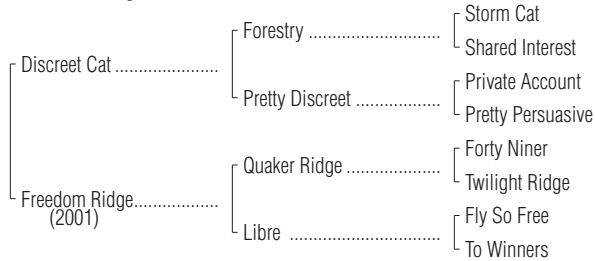 Storm Cat
Forestry ..............................
Shared Interest
Discreet Cat .....................
Private Account
Pretty Discreet ...................
Pretty Persuasive
Forty Niner
Quaker Ridge .....................
Twilight Ridge
Freedom Ridge.................
(2001)
Fly So Free
Libre ..................................
To Winners